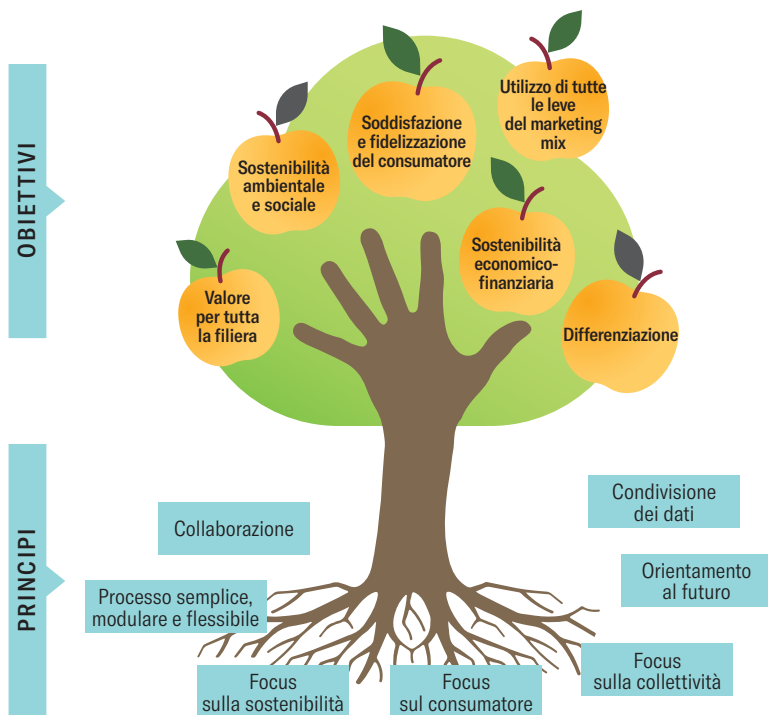 OBIETTIVI
Utilizzo di tutte
le leve
del marketing
mix
Soddisfazione
e fidelizzazione
del consumatore
Sostenibilità
ambientale
e sociale
Sostenibilità
economico-
finanziaria
Valore
per tutta
la filiera
Differenziazione
PRINCIPI
Condivisione
dei dati
Collaborazione
Orientamento
al futuro
Processo semplice,
modulare e flessibile
Focus
sulla collettività
Focus
sulla sostenibilità
Focus
sul consumatore